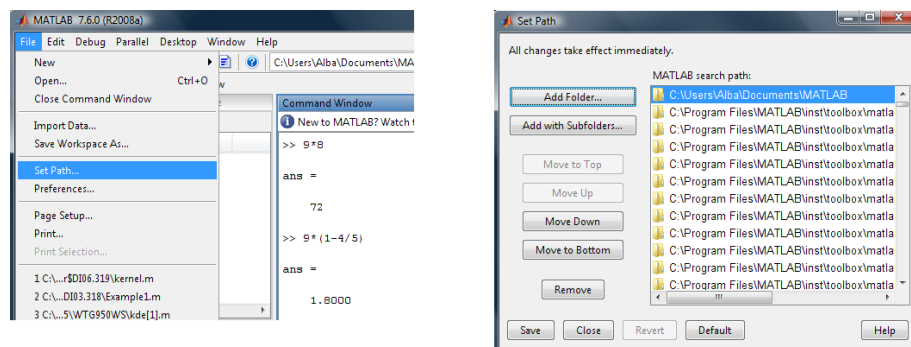 MATLAB 7.6.0 (R2008a)
File Edit Debug Parallel Desktop Window Help
New
Open... Ctrl+O
Close Command Window
Import Data...
Save Workspace As...
Set Path...
Preferences...
Page Setup...
Print...
Print Selection...
1 C:\...r$DI06.319\kernel.m
2 C:\...DI03.318\Example1.m
3 C:\...5\WTG950WS\kde[1].m
C:\Users\Alba\Documents\MA
Command Window
New to MATLAB? Watch t
>> 9*8
ans =
72
>> 9*(1-4/5)
ans =
1.8000
Set Path
All changes take effect immediately.
MATLAB search path:
Add Folder...
Add with Subfolders...
Move to Top
Move Up
Move Down
Move to Bottom
Remove
C:\Users\Alba\Documents\MATLAB
C:\Program Files\MATLAB\inst\toolbox\matla
C:\Program Files\MATLAB\inst\toolbox\matla
C:\Program Files\MATLAB\inst\toolbox\matla
C:\Program Files\MATLAB\inst\toolbox\matla
C:\Program Files\MATLAB\inst\toolbox\matla
C:\Program Files\MATLAB\inst\toolbox\matla
C:\Program Files\MATLAB\inst\toolbox\matla
C:\Program Files\MATLAB\inst\toolbox\matla
C:\Program Files\MATLAB\inst\toolbox\matla
C:\Program Files\MATLAB\inst\toolbox\matla
C:\Program Files\MATLAB\inst\toolbox\matla
Save Close Revert Default Help